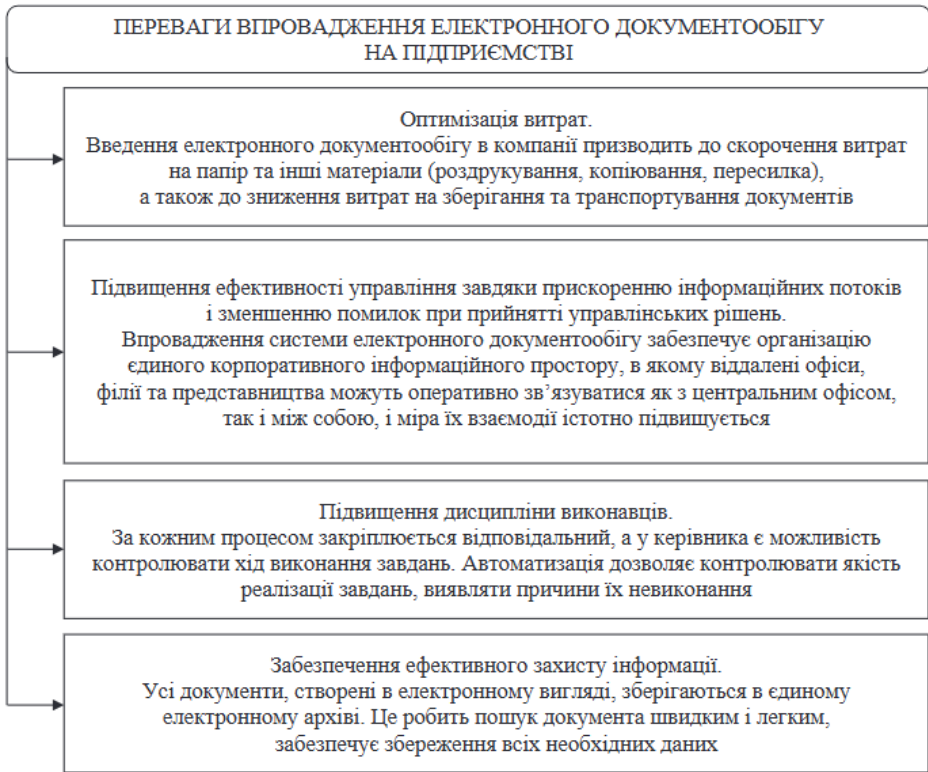 ПЕРЕВАГИ ВПРОВАДЖЕННЯ ЕЛЕКТРОННОГО ДОКУМЕНТООБІГУ
НА ПІДПРИЄМСТВІ
Оптимізація витрат.
Введення електронного документообігу в компанії призводить до скорочення витрат
на папір та інші матеріали (роздрукування, копіювання, пересилка),
а також до зниження витрат на зберігання та транспортування документів
Підвищення ефективності управління завдяки прискоренню інформаційних потоків
і зменшенню помилок при прийнятті управлінських рішень.
Впровадження системи електронного документообігу забезпечує організацію
єдиного корпоративного інформаційного простору, в якому віддалені офіси,
філії та представництва можуть оперативно зв’язуватися як з центральним офісом,
так і між собою, і міра їх взаємодії істотно підвищується
Підвищення дисципліни виконавців.
За кожним процесом закріплюється відповідальний, а у керівника є можливість
контролювати хід виконання завдань. Автоматизація дозволяє контролювати якість
реалізації завдань, виявляти причини їх невиконання
Забезпечення ефективного захисту інформації.
Усі документи, створені в електронному вигляді, зберігаються в єдиному
електронному архіві. Це робить пошук документа швидким і легким,
забезпечує збереження всіх необхідних даних